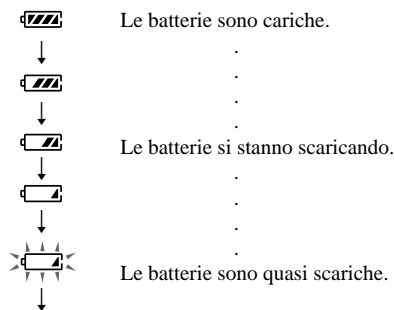 Le batterie sono cariche.
Le batterie si stanno scaricando.
Le batterie sono quasi scariche.